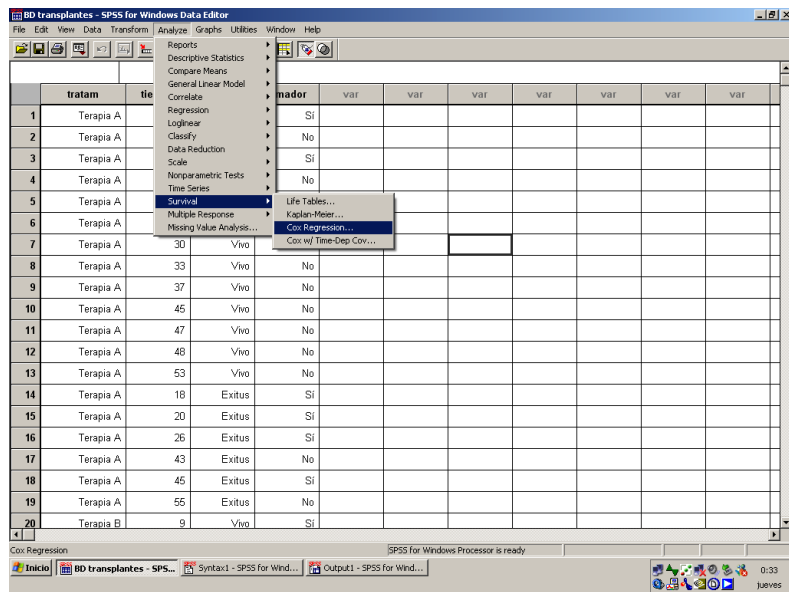 BD transplantes - SPSS for Windows Data Editor
File Edit View Data Transform Analyze Graphs Utilities Window Help
Reports
Descriptive Statistics
Compare Means
General Linear Model
Correlate
Regression
Loglinear
Classify
Data Reduction
Scale
Nonparametric Tests
Time Series
Survival
Multiple Response
Missing Value Analysis...
Life Tables...
Kaplan-Meier...
Cox Regression...
Cox w/ Time-Dep Cov...
tratam tie mador var var var var var var var
1 Terapia A Sí
2 Terapia A No
3 Terapia A Sí
4 Terapia A No
5 Terapia A
6 Terapia A
7 Terapia A 30 Vivo
8 Terapia A 33 Vivo No
9 Terapia A 37 Vivo No
10 Terapia A 45 Vivo No
11 Terapia A 47 Vivo No
12 Terapia A 48 Vivo No
13 Terapia A 53 Vivo No
14 Terapia A 18 Exitus Sí
15 Terapia A 20 Exitus Sí
16 Terapia A 26 Exitus Sí
17 Terapia A 43 Exitus No
18 Terapia A 45 Exitus Sí
19 Terapia A 55 Exitus No
20 Terapia B 9 Vivo Sí
Cox Regression SPSS for Windows Processor is ready
Inicio BD transplantes - SPS... Syntax1 - SPSS for Wind... Output1 - SPSS for Wind... 0:33
jueves